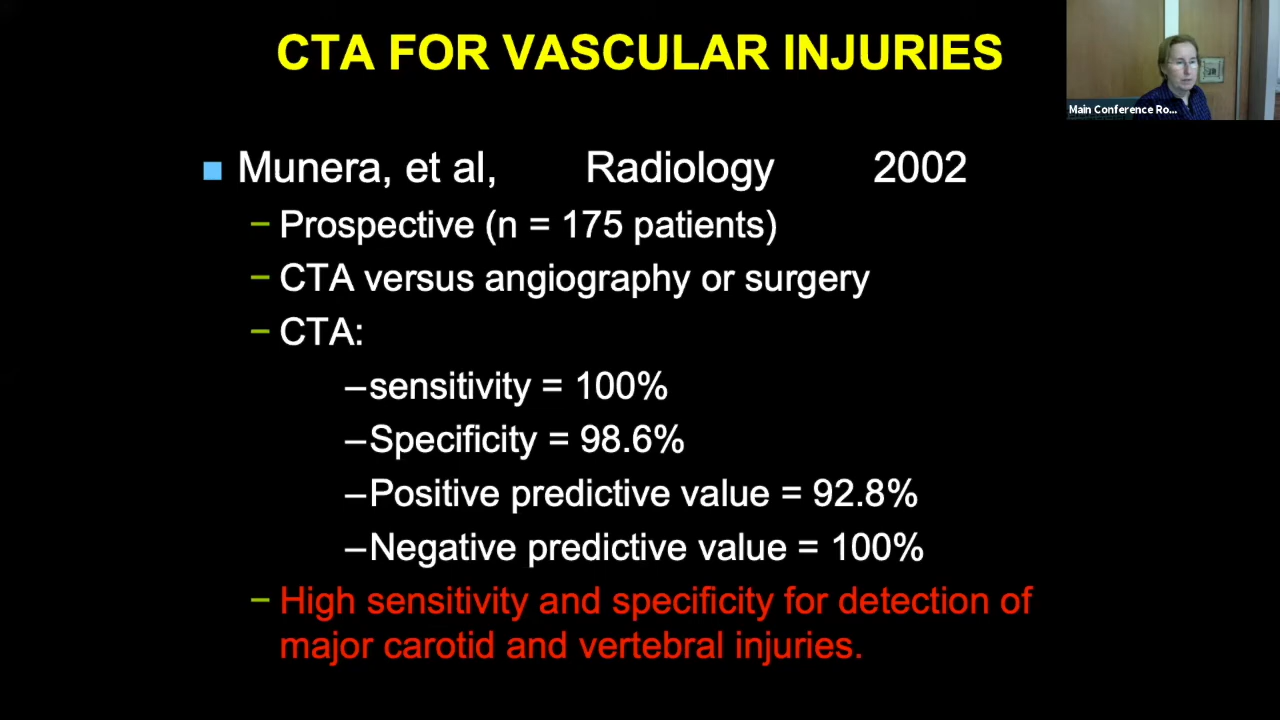 CTA FOR VASCULAR INJURIES
Main Conference Ro...
■ Munera, et al, Radiology 2002
– Prospective (n = 175 patients)
– CTA versus angiography or surgery
– CTA:
–sensitivity = 100%
–Specificity = 98.6%
–Positive predictive value = 92.8%
–Negative predictive value = 100%
– High sensitivity and specificity for detection of
major carotid and vertebral injuries.